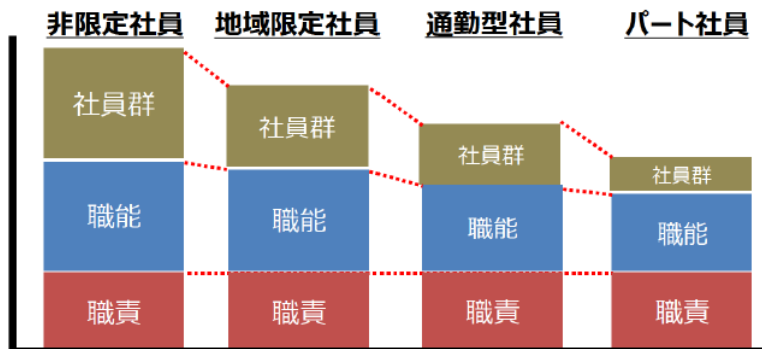 非限定社員 地域限定社員 通勤型社員 パート社員
社員群 社員群 社員群 社員群
職能 職能 職能 職能
職責 職責 職責 職責